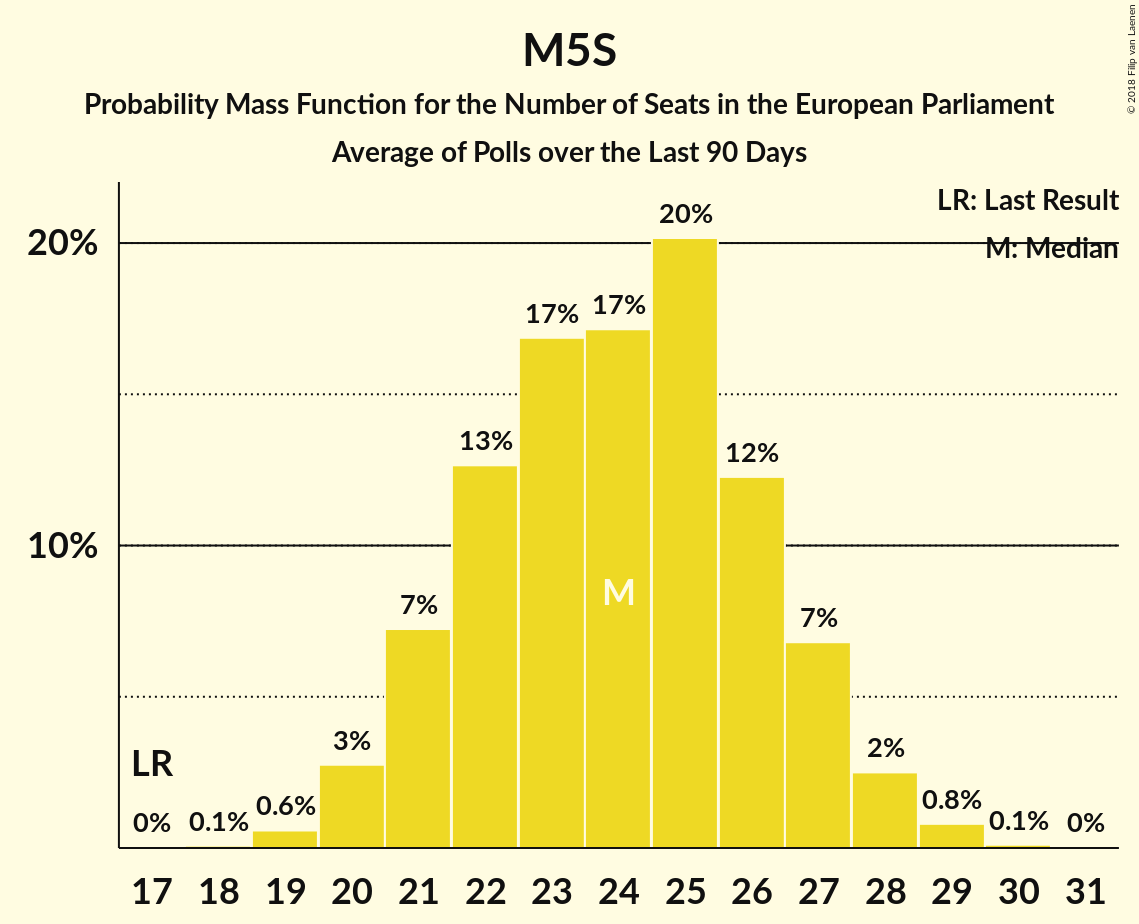 M5S
Probability Mass Function for the Number of Seats in the European Parliament
Average of Polls over the Last 90 Days
© 2018 Filip van Laenen
LR: Last Result
M: Median
20%
10%
LR
M
0%
0.1%
0.6%
3%
7%
13%
17%
17%
20%
12%
7%
2%
0.8%
0.1%
0%
17 18 19 20 21 22 23 24 25 26 27 28 29 30 31